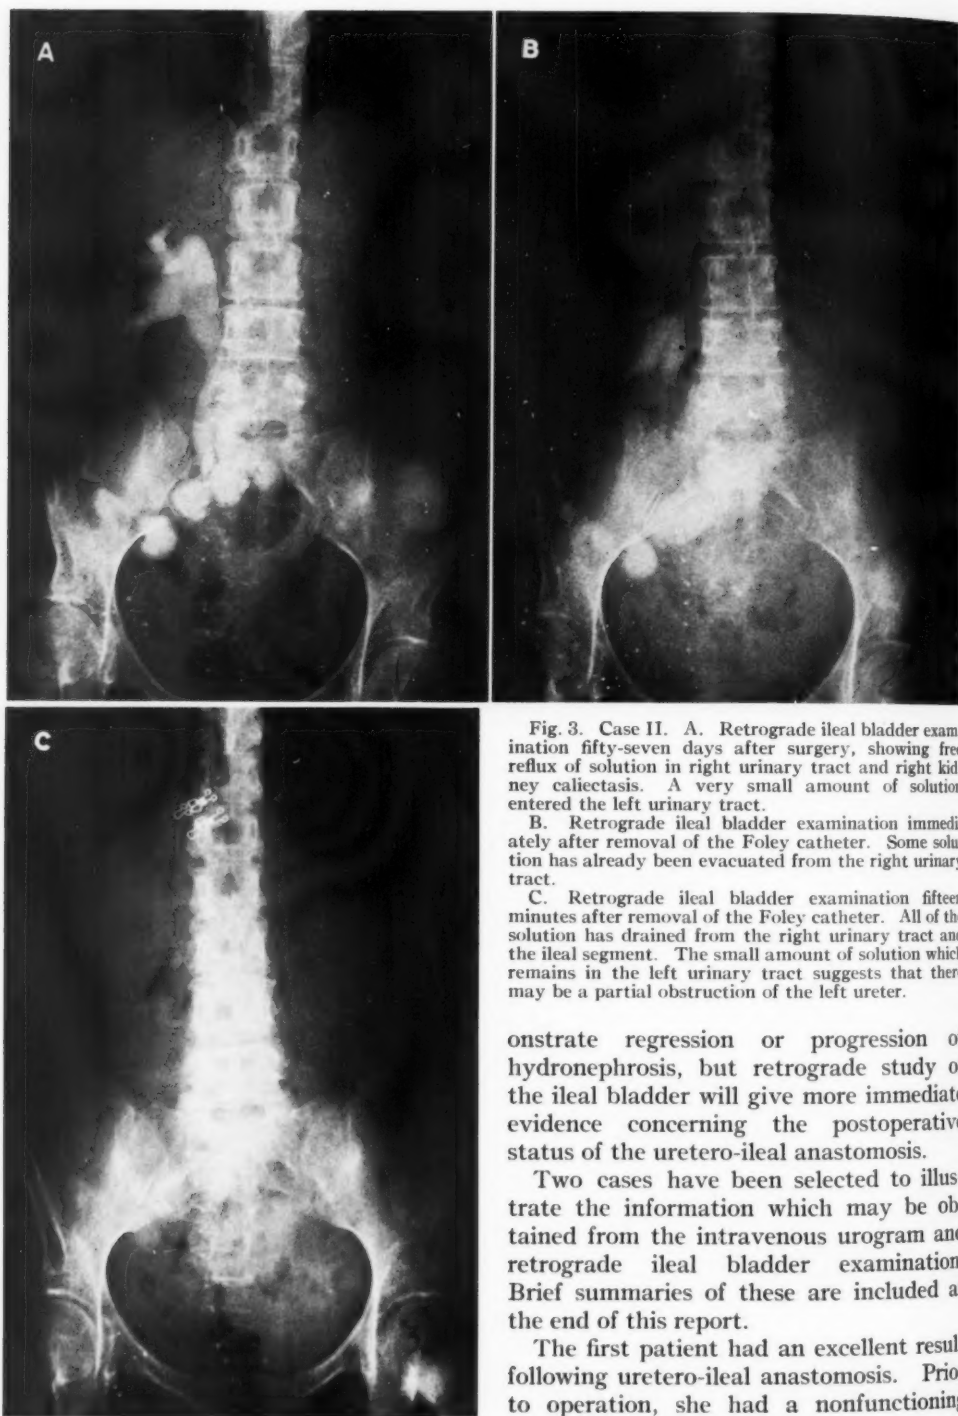 A
B
C
Fig. 3. Case II. A. Retrograde ileal bladder exam
ination fifty-seven days after surgery, showing fre
reflux of solution in right urinary tract and right kid
ney caliectasis. A very small amount of solution
entered the left urinary tract.
B. Retrograde ileal bladder examination immedi
ately after removal of the Foley catheter. Some solu
tion has already been evacuated from the right urinary
tract.
C. Retrograde ileal bladder examination fifteen
minutes after removal of the Foley catheter. All of the
solution has drained from the right urinary tract and
the ileal segment. The small amount of solution which
remains in the left urinary tract suggests that there
may be a partial obstruction of the left ureter.
onstrate regression or progression o
hydronephrosis, but retrograde study o
the ileal bladder will give more immediate
evidence concerning the postoperative
status of the uretero-ileal anastomosis.
Two cases have been selected to illus
trate the information which may be ob
tained from the intravenous urogram and
retrograde ileal bladder examination
Brief summaries of these are included a
the end of this report.
The first patient had an excellent result
following uretero-ileal anastomosis. Prio
to operation, she had a nonfunctioning